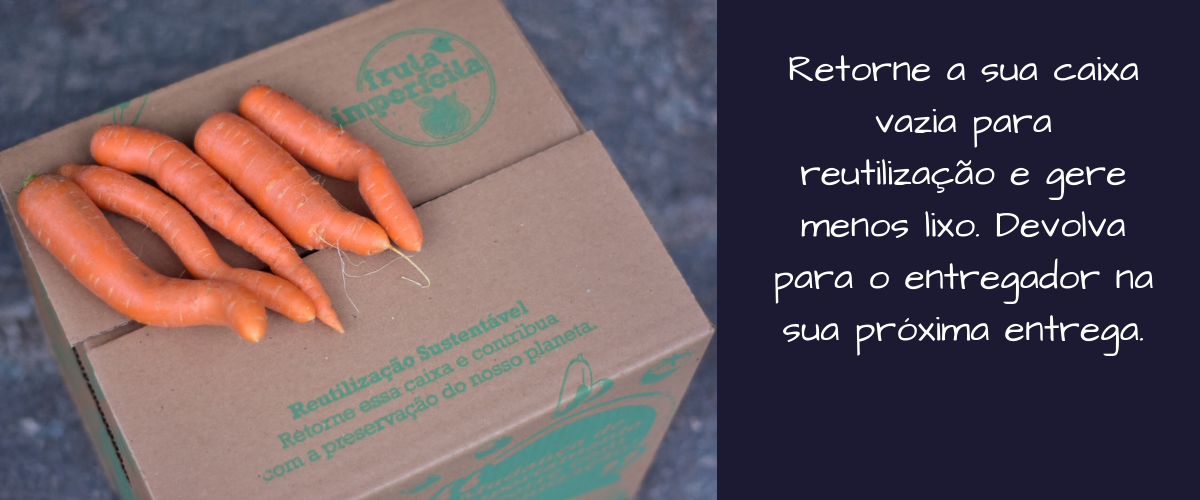 fruta
imperfeita
Reutilização Sustentável
Retorne essa caixa e contribua
com a preservação do nosso planeta.
Retorne a sua caixa
vazia para
reutilização e gere
menos lixo. Devolva
para o entregador na
sua próxima entrega.